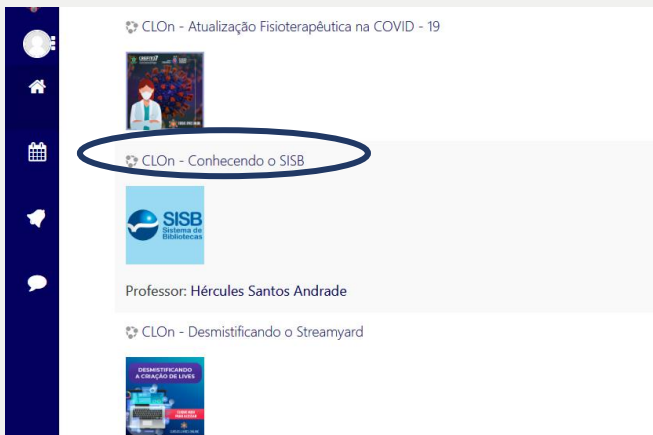 CLOn - Atualização Fisioterapêutica na COVID - 19
CLOn - Conhecendo o SISB
SISB
Sistema de
Bibliotecas
Professor: Hércules Santos Andrade
CLOn - Desmistificando o Streamyard
DESMISTIFICANDO
A CRIAÇÃO DE LIVES